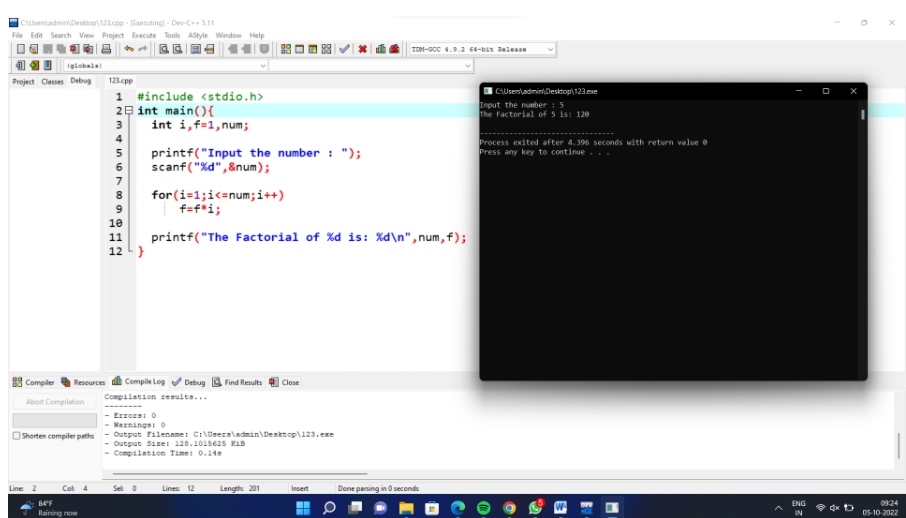 C:\Users\admin\Desktop\123.cpp - [Executing] - Dev-C++ 5.11
File Edit Search View Project Execute Tools AStyle Window Help
TDM-GCC 4.9.2 64-bit Release
(globals)
Project Classes Debug
123.cpp
1 #include <stdio.h>
2 int main(){
3 int i,f=1,num;
4
5 printf("Input the number : ");
6 scanf("%d",&num);
7
8 for(i=1;i<=num;i++)
9 f=f*i;
10
11 printf("The Factorial of %d is: %d\n",num,f);
12 }
C:\Users\admin\Desktop\123.exe
Input the number : 5
The Factorial of 5 is: 120
--------------------------------
Process exited after 4.396 seconds with return value 0
Press any key to continue . . .
Compiler Resources Compile Log Debug Find Results Close
Abort Compilation
Shorten compiler paths
Compilation results...
--------
- Errors: 0
- Warnings: 0
- Output Filename: C:\Users\admin\Desktop\123.exe
- Output Size: 128.1015625 KiB
- Compilation Time: 0.14s
Line: 2 Col: 4 Sel: 0 Lines: 12 Length: 201 Insert Done parsing in 0 seconds
84°F
Raining now
ENG
IN
09:24
05-10-2022